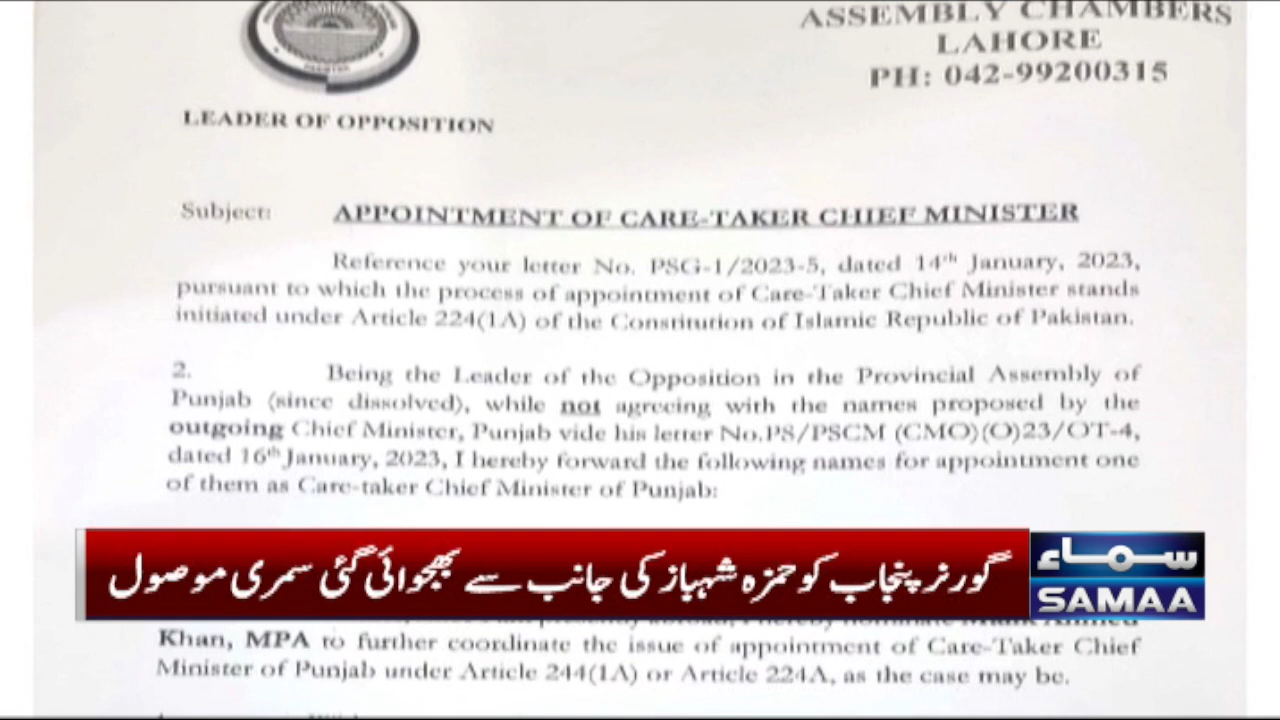 ASSEMBLY CHAMBERS
LAHORE
PH: 042-99200315
LEADER OF OPPOSITION
Subject: APPOINTMENT OF CARE-TAKER CHIEF MINISTER
Reference your letter No. PSG-1/2023-5, dated 14th January, 2023,
pursuant to which the process of appointment of Care-Taker Chief Minister stands
initiated under Article 224(1A) of the Constitution of Islamic Republic of Pakistan.
2. Being the Leader of the Opposition in the Provincial Assembly of
Punjab (since dissolved), while not agreeing with the names proposed by the
outgoing Chief Minister, Punjab vide his letter No.PS/PSCM (CMO)(O)23/OT-4,
dated 16th January, 2023, I hereby forward the following names for appointment one
of them as Care-taker Chief Minister of Punjab:
گورنر پنجاب کو حمزہ شہباز کی جانب سے بھجوائی گئی سمری موصول
سماء
SAMAA
Khan, MPA to further coordinate the issue of appointment of Care-Taker Chief
Minister of Punjab under Article 244(1A) or Article 224A, as the case may be.